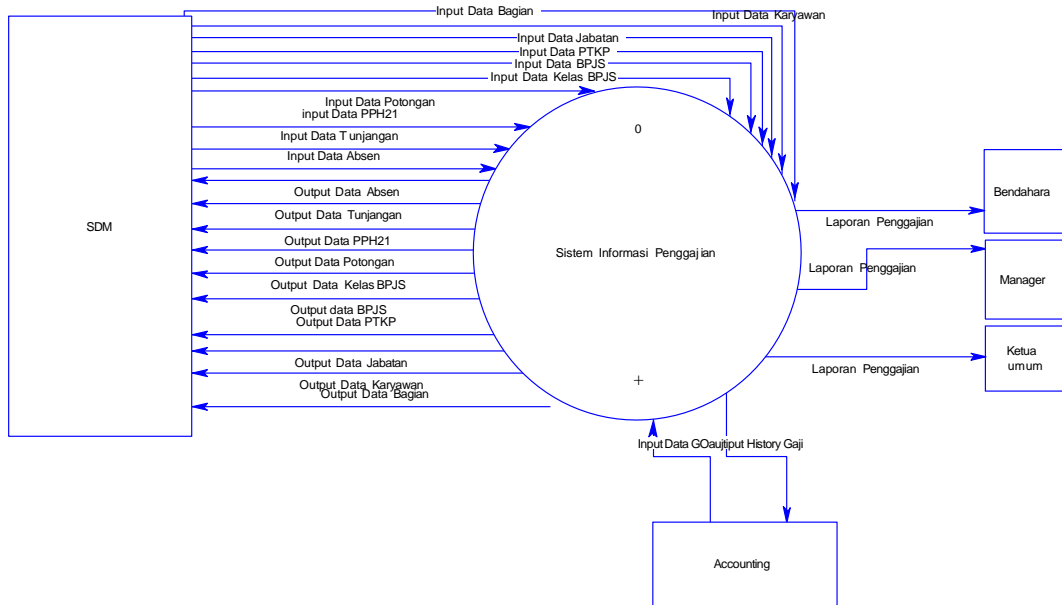 Input Data Bagian
Input Data Karyawan
Input Data Jabatan
Input Data PTKP
Input Data BPJS
Input Data Kelas BPJS
Input Data Potongan
input Data PPH21
Input Data Tunjangan
Input Data Absen
Output Data Absen
Output Data Tunjangan
Output Data PPH21
Output Data Potongan
Output Data Kelas BPJS
Output data BPJS
Output Data PTKP
Output Data Jabatan
Output Data Karyawan
Output Data Bagian
SDM
0
Sistem Informasi Penggajian
+
Laporan Penggajian
Bendahara
Laporan Penggajian
Manager
Laporan Penggajian
Ketua
umum
Input Data Gaji
Output History Gaji
Accounting